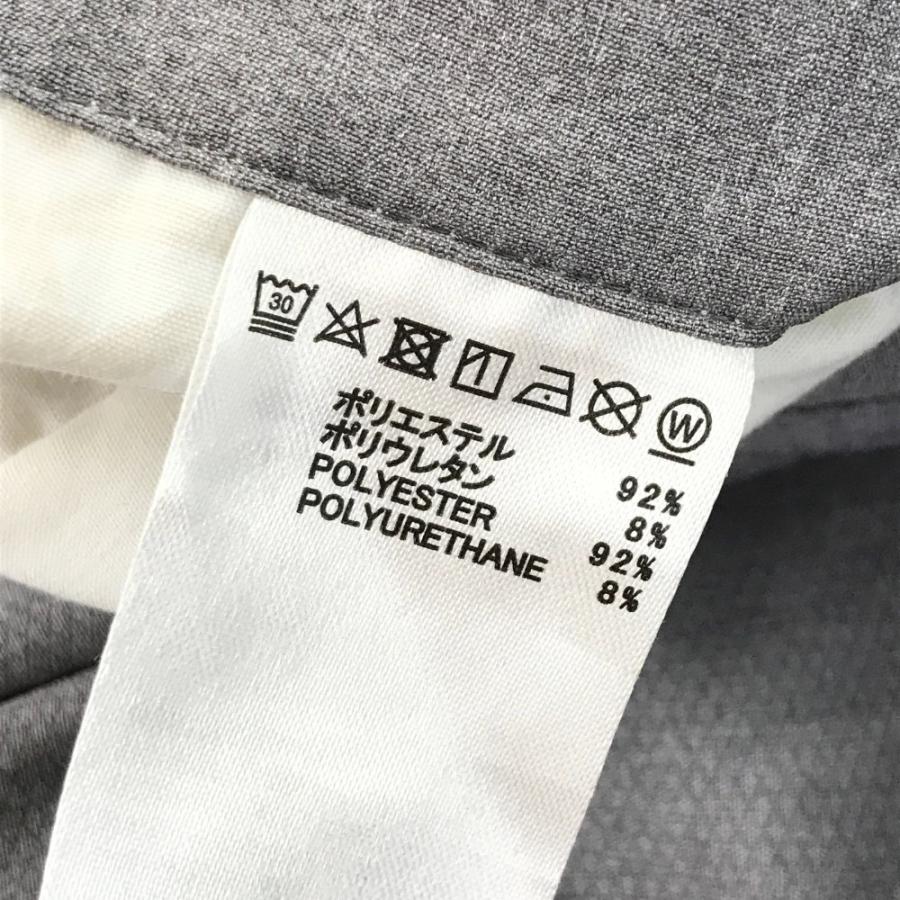 30
W
ポリエステル 92%
ポリウレタン 8%
POLYESTER 92%
POLYURETHANE 8%